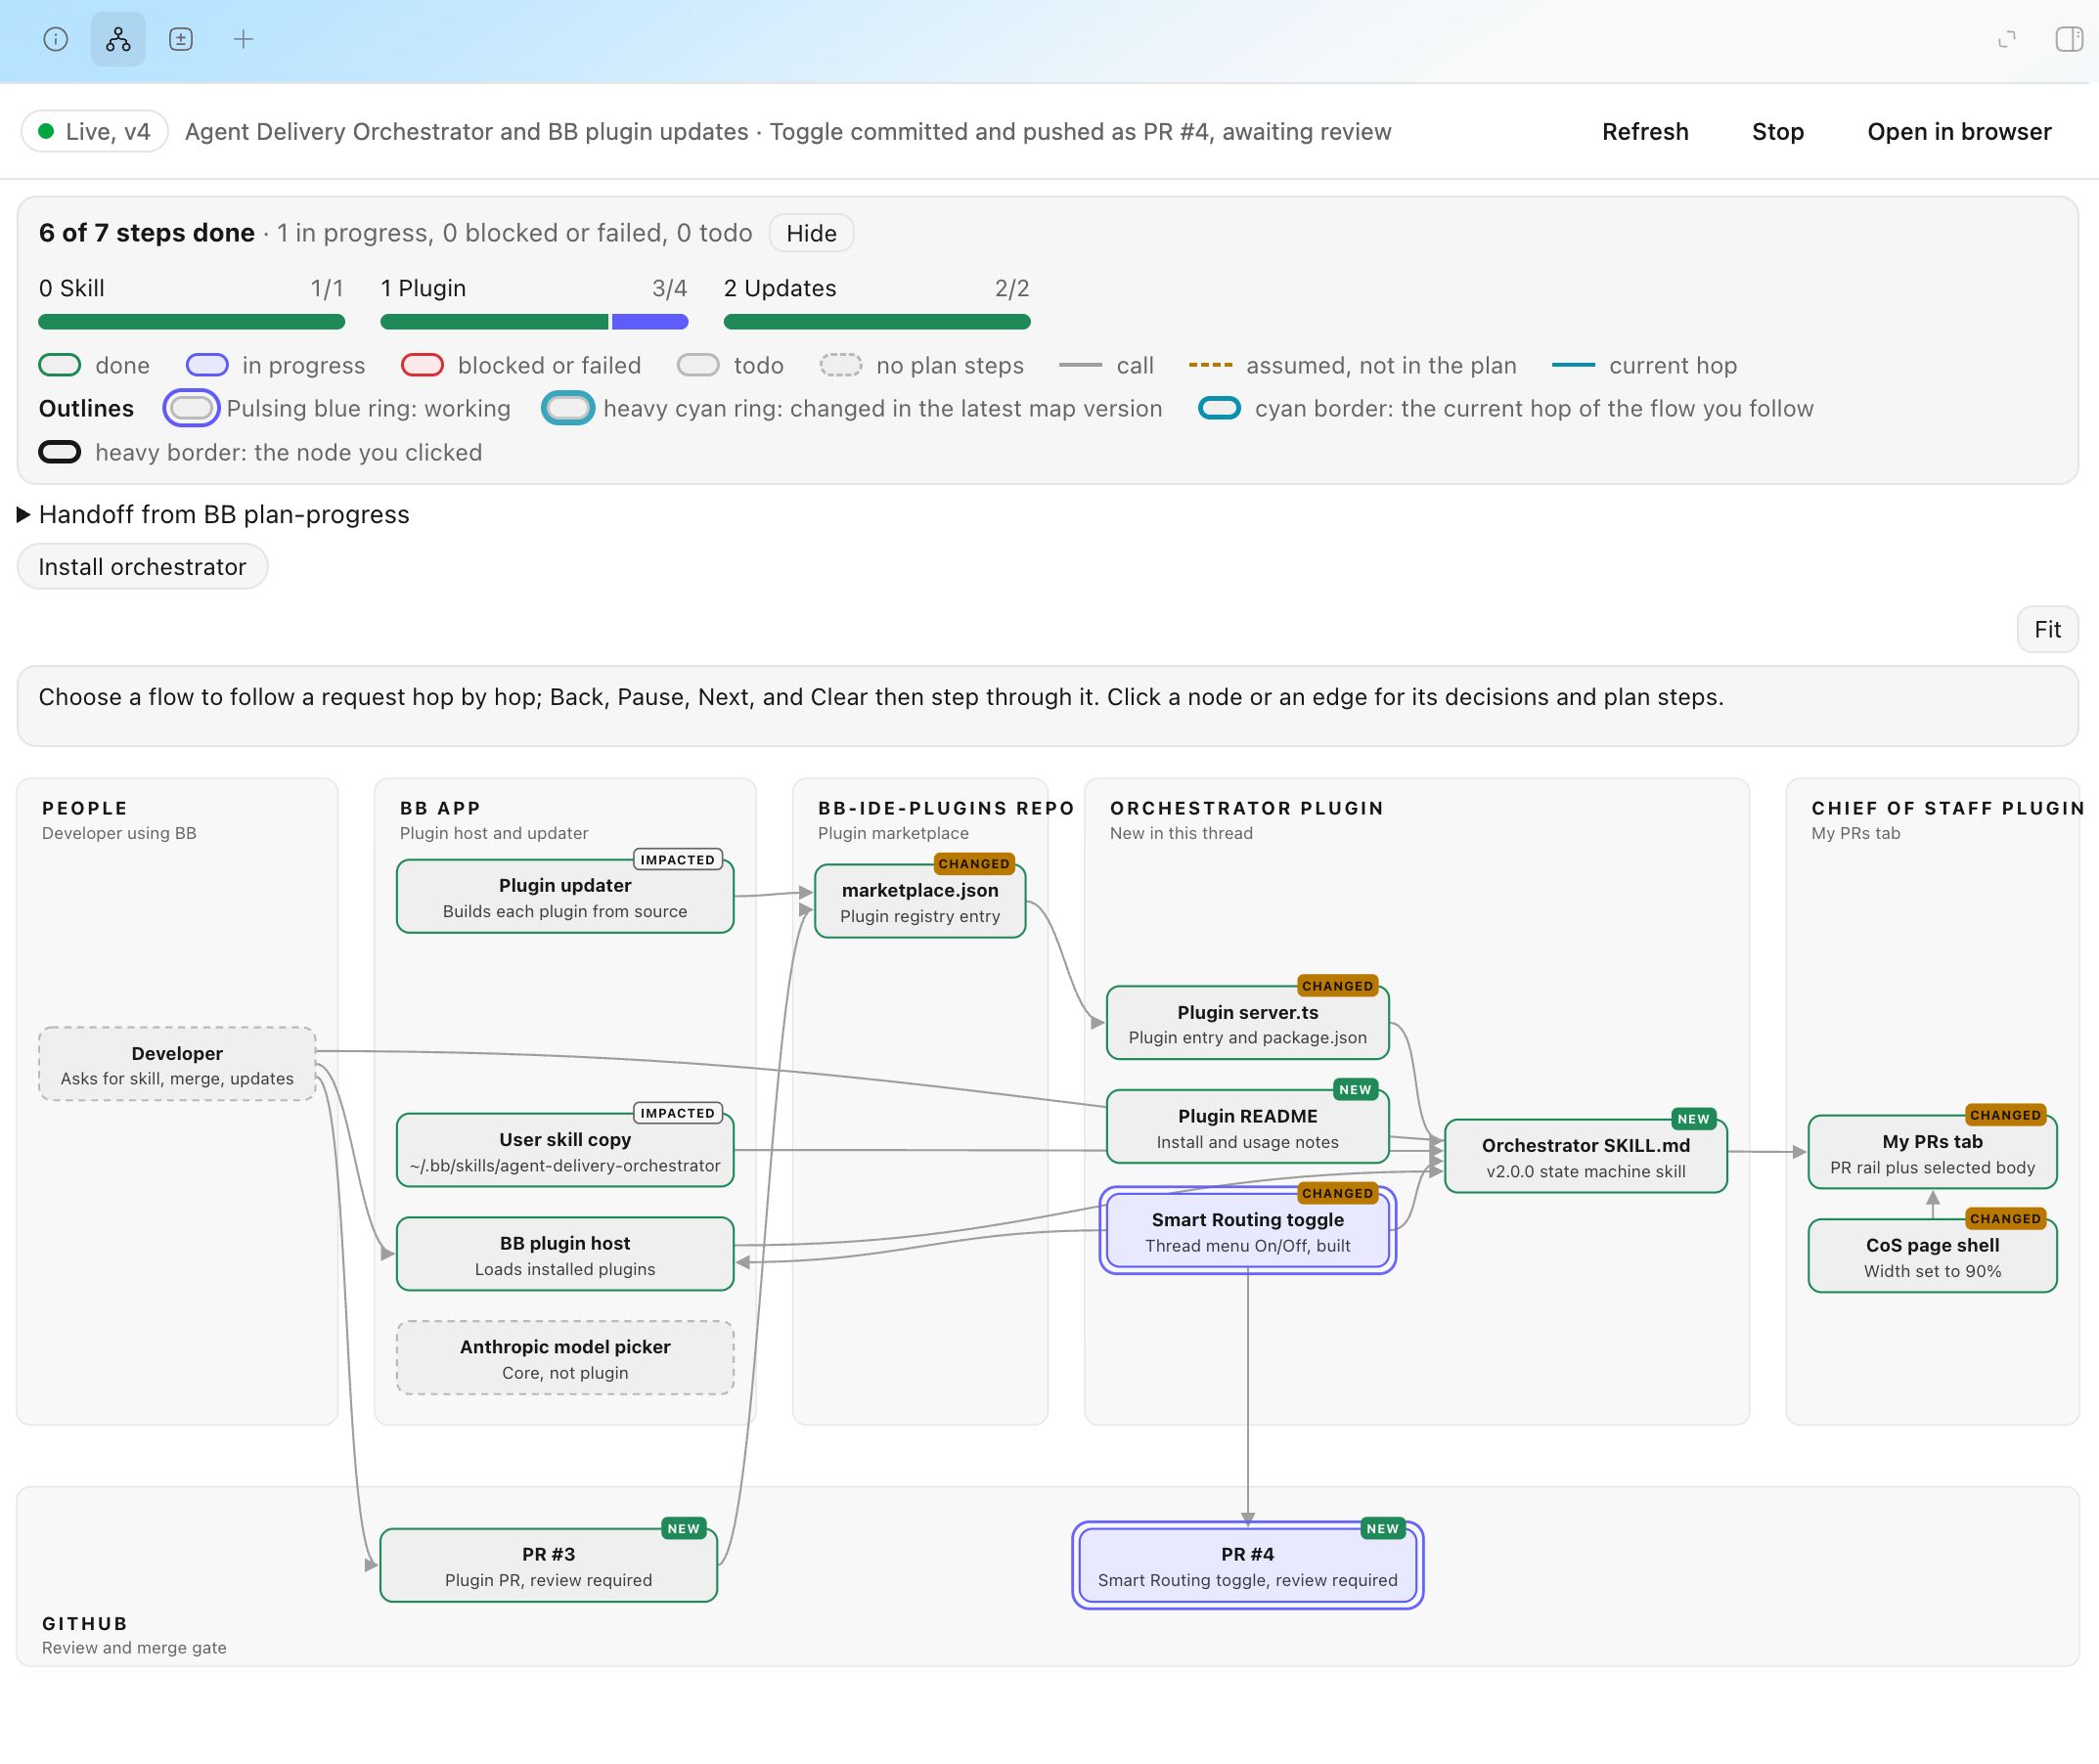 Live, v4
Agent Delivery Orchestrator and BB plugin updates · Toggle committed and pushed as PR #4, awaiting review
Refresh
Stop
Open in browser
6 of 7 steps done · 1 in progress, 0 blocked or failed, 0 todo
Hide
0 Skill 1/1
1 Plugin 3/4
2 Updates 2/2
done
in progress
blocked or failed
todo
no plan steps
call
assumed, not in the plan
current hop
Outlines
Pulsing blue ring: working
heavy cyan ring: changed in the latest map version
cyan border: the current hop of the flow you follow
heavy border: the node you clicked
Handoff from BB plan-progress
Install orchestrator
Fit
Choose a flow to follow a request hop by hop; Back, Pause, Next, and Clear then step through it. Click a node or an edge for its decisions and plan steps.
PEOPLE
Developer using BB
Developer
Asks for skill, merge, updates
BB APP
Plugin host and updater
IMPACTED
Plugin updater
Builds each plugin from source
IMPACTED
User skill copy
~/.bb/skills/agent-delivery-orchestrator
BB plugin host
Loads installed plugins
Anthropic model picker
Core, not plugin
BB-IDE-PLUGINS REPO
Plugin marketplace
CHANGED
marketplace.json
Plugin registry entry
ORCHESTRATOR PLUGIN
New in this thread
CHANGED
Plugin server.ts
Plugin entry and package.json
NEW
Plugin README
Install and usage notes
CHANGED
Smart Routing toggle
Thread menu On/Off, built
NEW
Orchestrator SKILL.md
v2.0.0 state machine skill
CHIEF OF STAFF PLUGIN
My PRs tab
CHANGED
My PRs tab
PR rail plus selected body
CHANGED
CoS page shell
Width set to 90%
NEW
PR #3
Plugin PR, review required
NEW
PR #4
Smart Routing toggle, review required
GITHUB
Review and merge gate